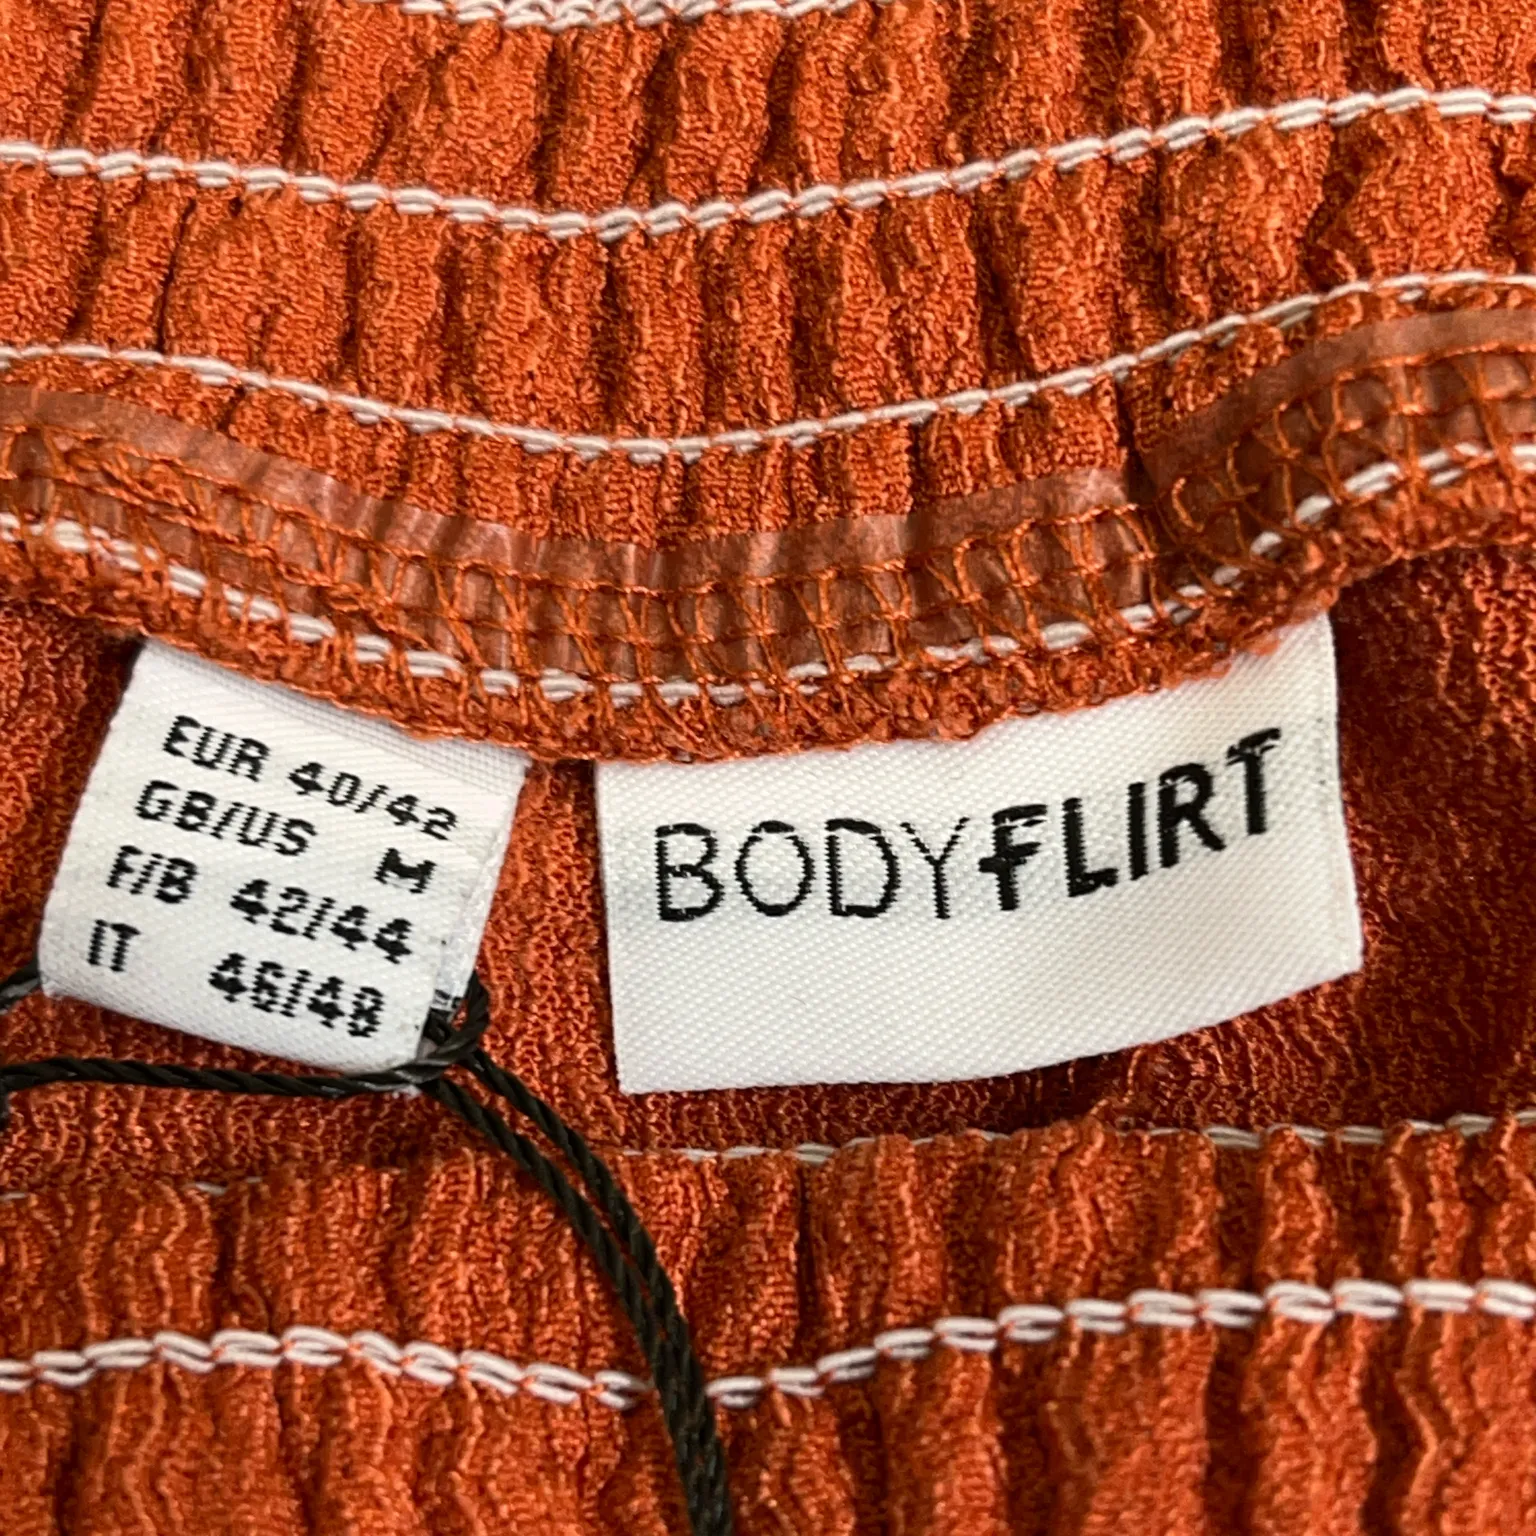 EUR 40/42
GB/US M
F/B 42/44
IT 46/48
BODYFLIRT